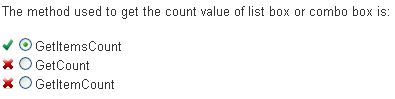 The method used to get the count value of list box or combo box is:
GetItemsCount
GetCount
GetItemCount